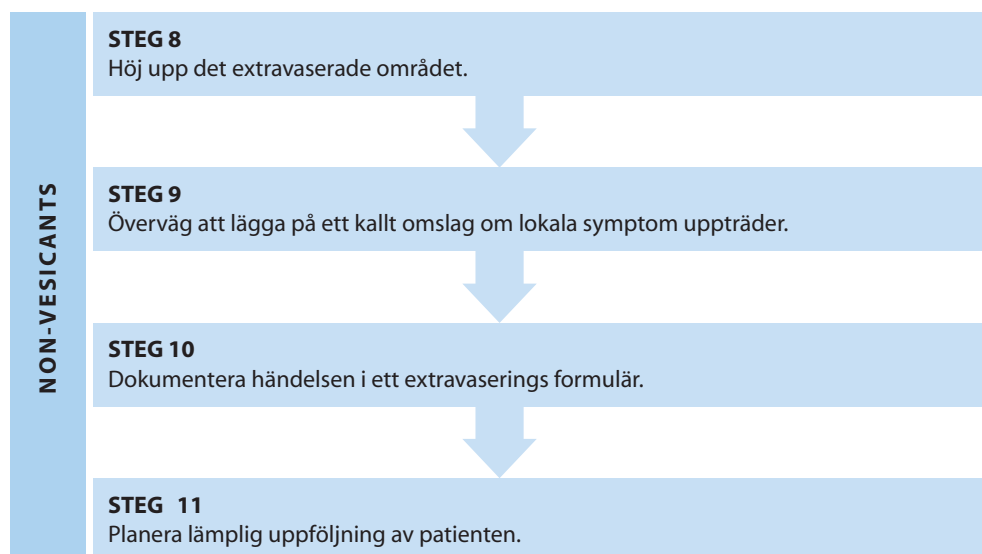 NON-VESICANTS
STEG 8
Höj upp det extravaserade området.
STEG 9
Överväg att lägga på ett kallt omslag om lokala symptom uppträder.
STEG 10
Dokumentera händelsen i ett extravaserings formulär.
STEG 11
Planera lämplig uppföljning av patienten.